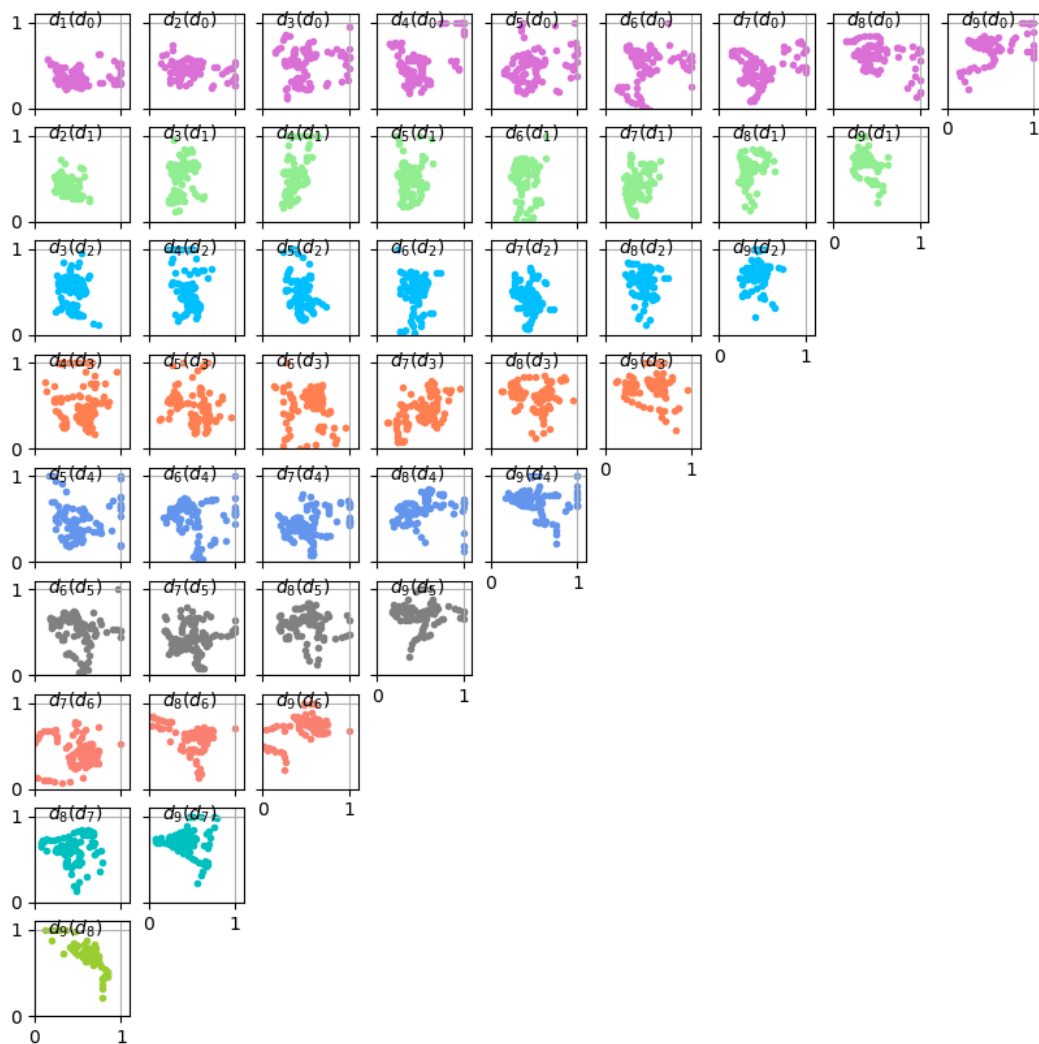 1 d₁(d₀) d₂(d₀) d₃(d₀) d₄(d₀) d₅(d₀) d₆(d₀) d₇(d₀) d₈(d₀) d₉(d₀)
0
0 1
1 d₂(d₁) d₃(d₁) d₄(d₁) d₅(d₁) d₆(d₁) d₇(d₁) d₈(d₁) d₉(d₁)
0
0 1
1 d₃(d₂) d₄(d₂) d₅(d₂) d₆(d₂) d₇(d₂) d₈(d₂) d₉(d₂)
0
0 1
1 d₄(d₃) d₅(d₃) d₆(d₃) d₇(d₃) d₈(d₃) d₉(d₃)
0
0 1
1 d₅(d₄) d₆(d₄) d₇(d₄) d₈(d₄) d₉(d₄)
0
0 1
1 d₆(d₅) d₇(d₅) d₈(d₅) d₉(d₅)
0
0 1
1 d₇(d₆) d₈(d₆) d₉(d₆)
0
0 1
1 d₈(d₇) d₉(d₇)
0
0 1
1 d₉(d₈)
0
0 1